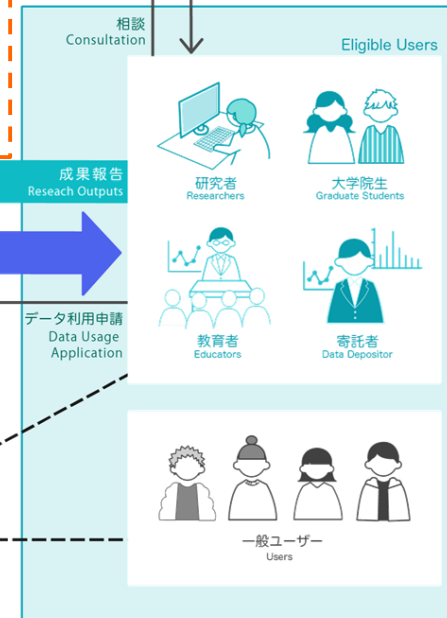 相談
Consultation
Eligible Users
研究者
Researchers
大学院生
Graduate Students
成果報告
Reseach Outputs
教育者
Educators
寄託者
Data Depositor
データ利用申請
Data Usage
Application
一般ユーザー
Users